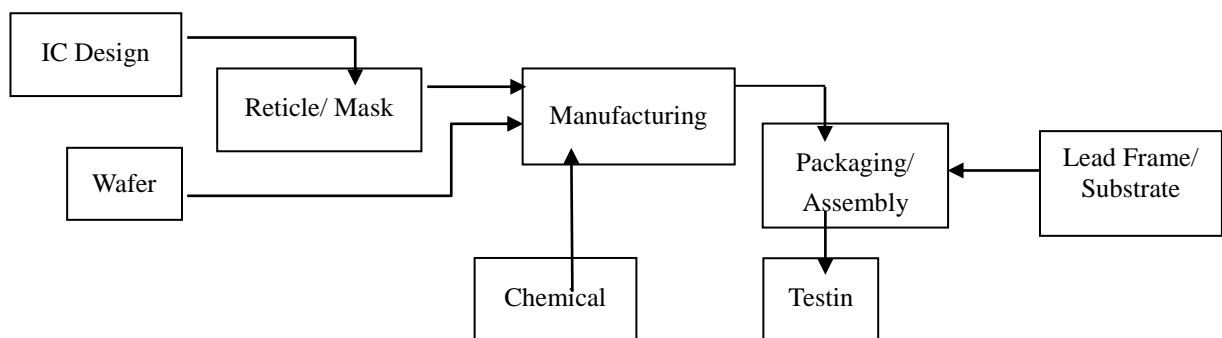 IC Design
Reticle/ Mask
Manufacturing
Wafer
Packaging/
Assembly
Lead Frame/
Substrate
Chemical
Testin